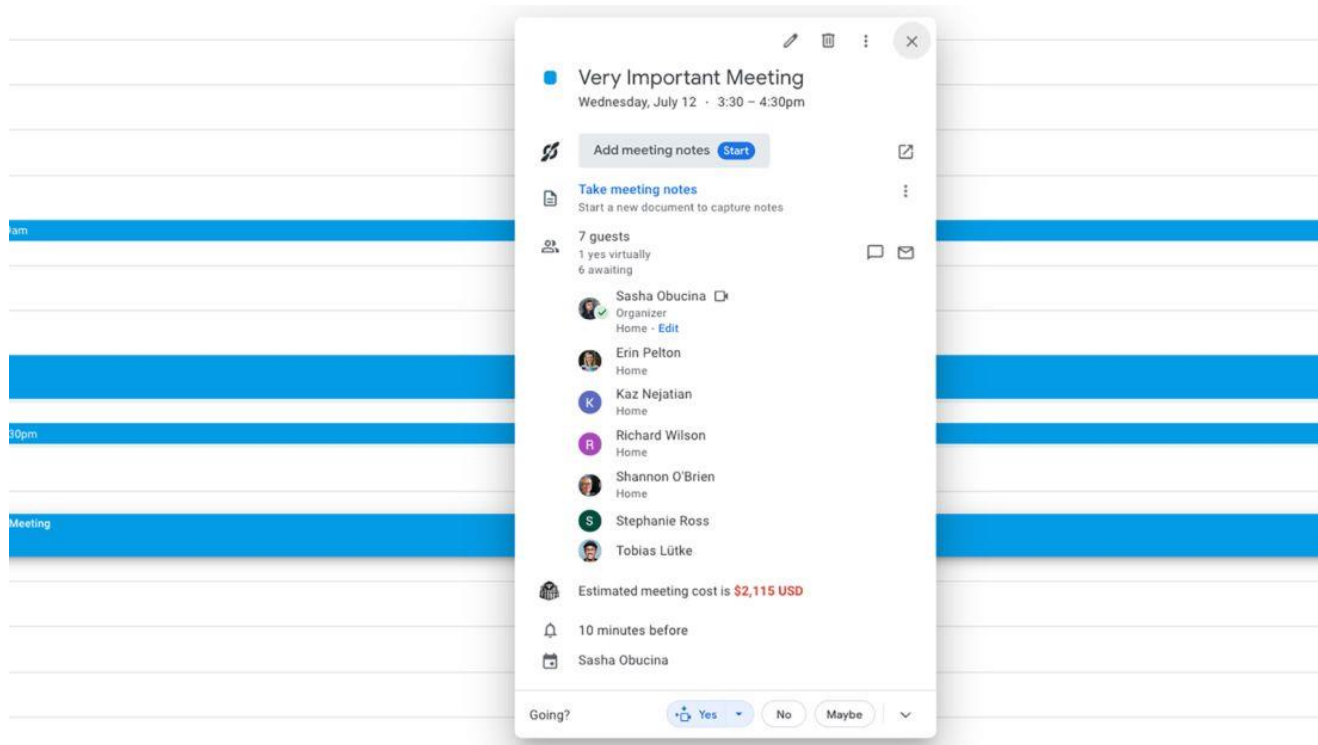 Very Important Meeting
Wednesday, July 12 · 3:30 – 4:30pm
Add meeting notes Start
Take meeting notes
Start a new document to capture notes
am
7 guests
1 yes virtually
6 awaiting
Sasha Obucina
Organizer
Home - Edit
Erin Pelton
Home
K Kaz Nejatian
Home
30pm
R Richard Wilson
Home
Shannon O'Brien
Home
Meeting
S Stephanie Ross
Tobias Lütke
Estimated meeting cost is $2,115 USD
10 minutes before
Sasha Obucina
Going? Yes No Maybe